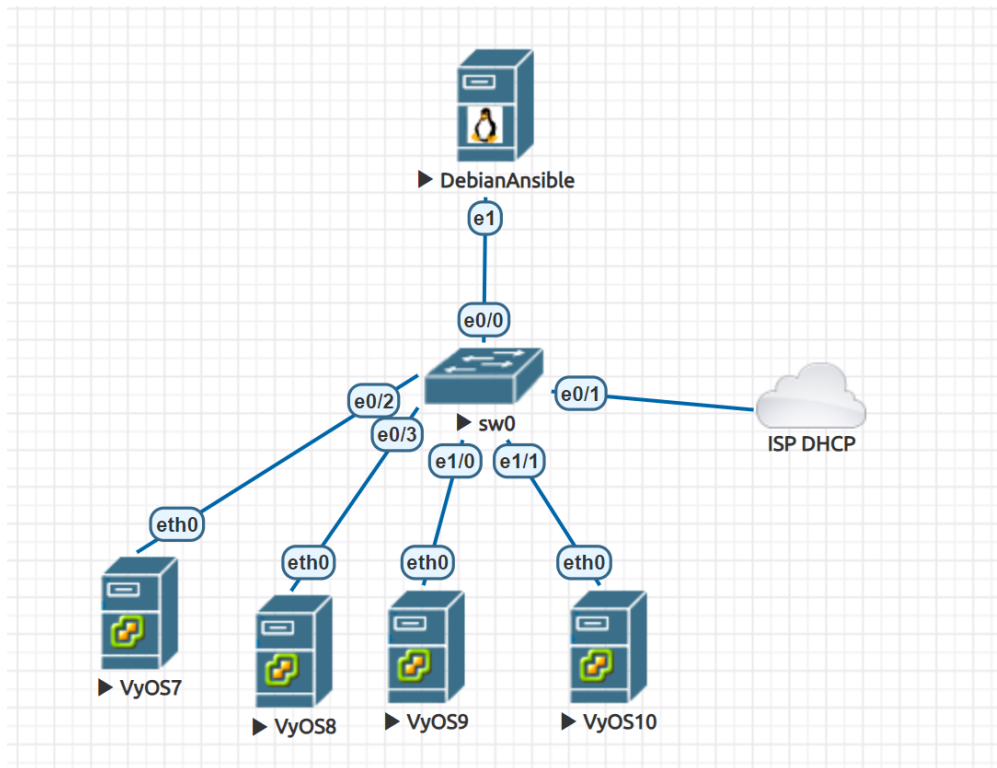 DebianAnsible
e1
e0/0
e0/2
e0/1
sw0
e0/3
ISP DHCP
e1/0
e1/1
eth0
eth0
eth0
eth0
VyOS7
VyOS8
VyOS9
VyOS10